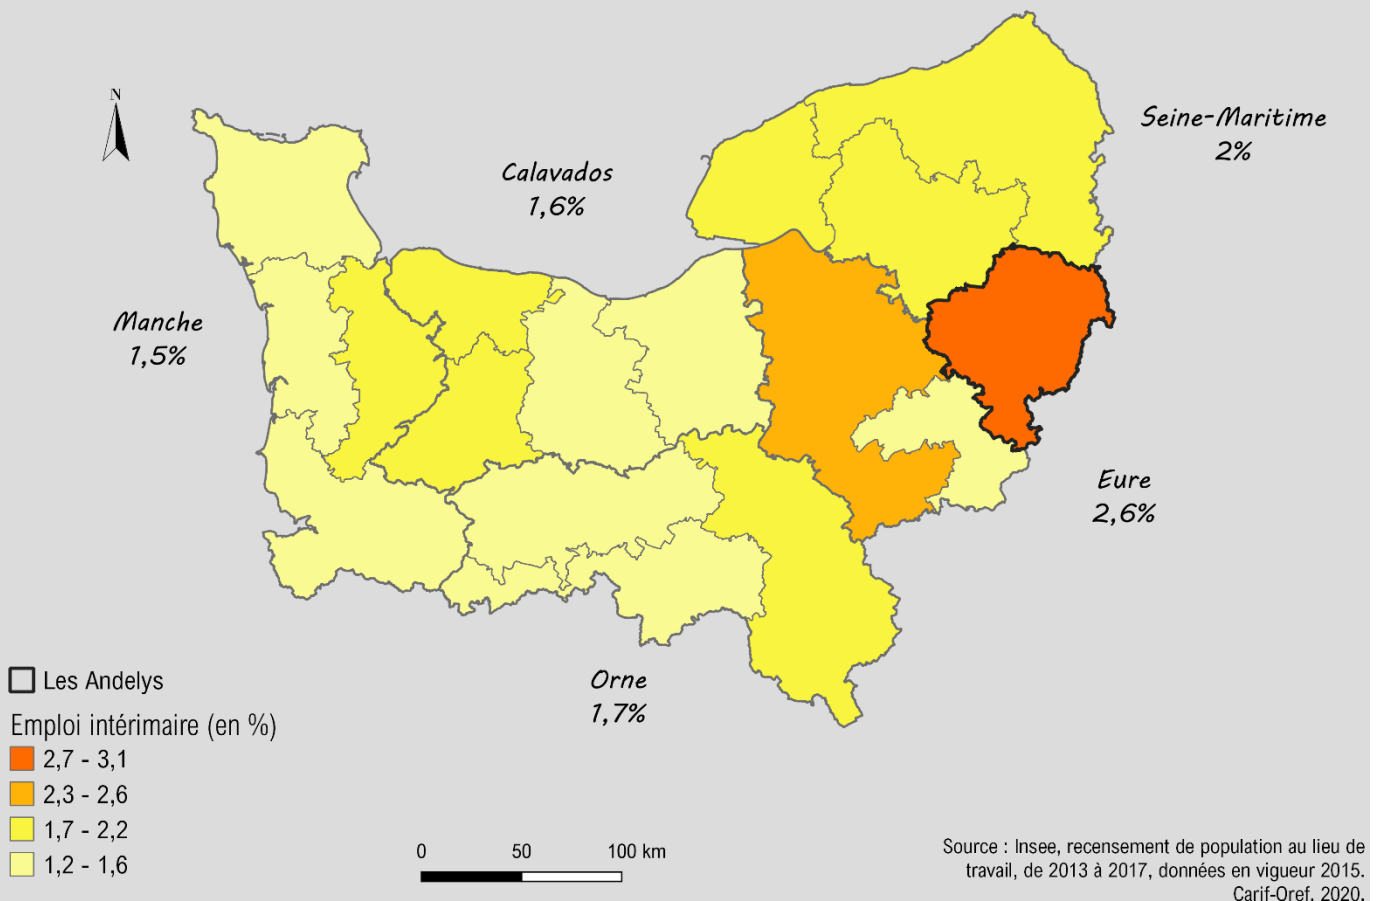 N
Seine-Maritime
2%
Calavados
1,6%
Manche
1,5%
Eure
2,6%
Orne
1,7%
Les Andelys
Emploi intérimaire (en %)
2,7 - 3,1
2,3 - 2,6
1,7 - 2,2
1,2 - 1,6
0 50 100 km
Source : Insee, recensement de population au lieu de
travail, de 2013 à 2017, données en vigueur 2015.
Carif-Oref, 2020.